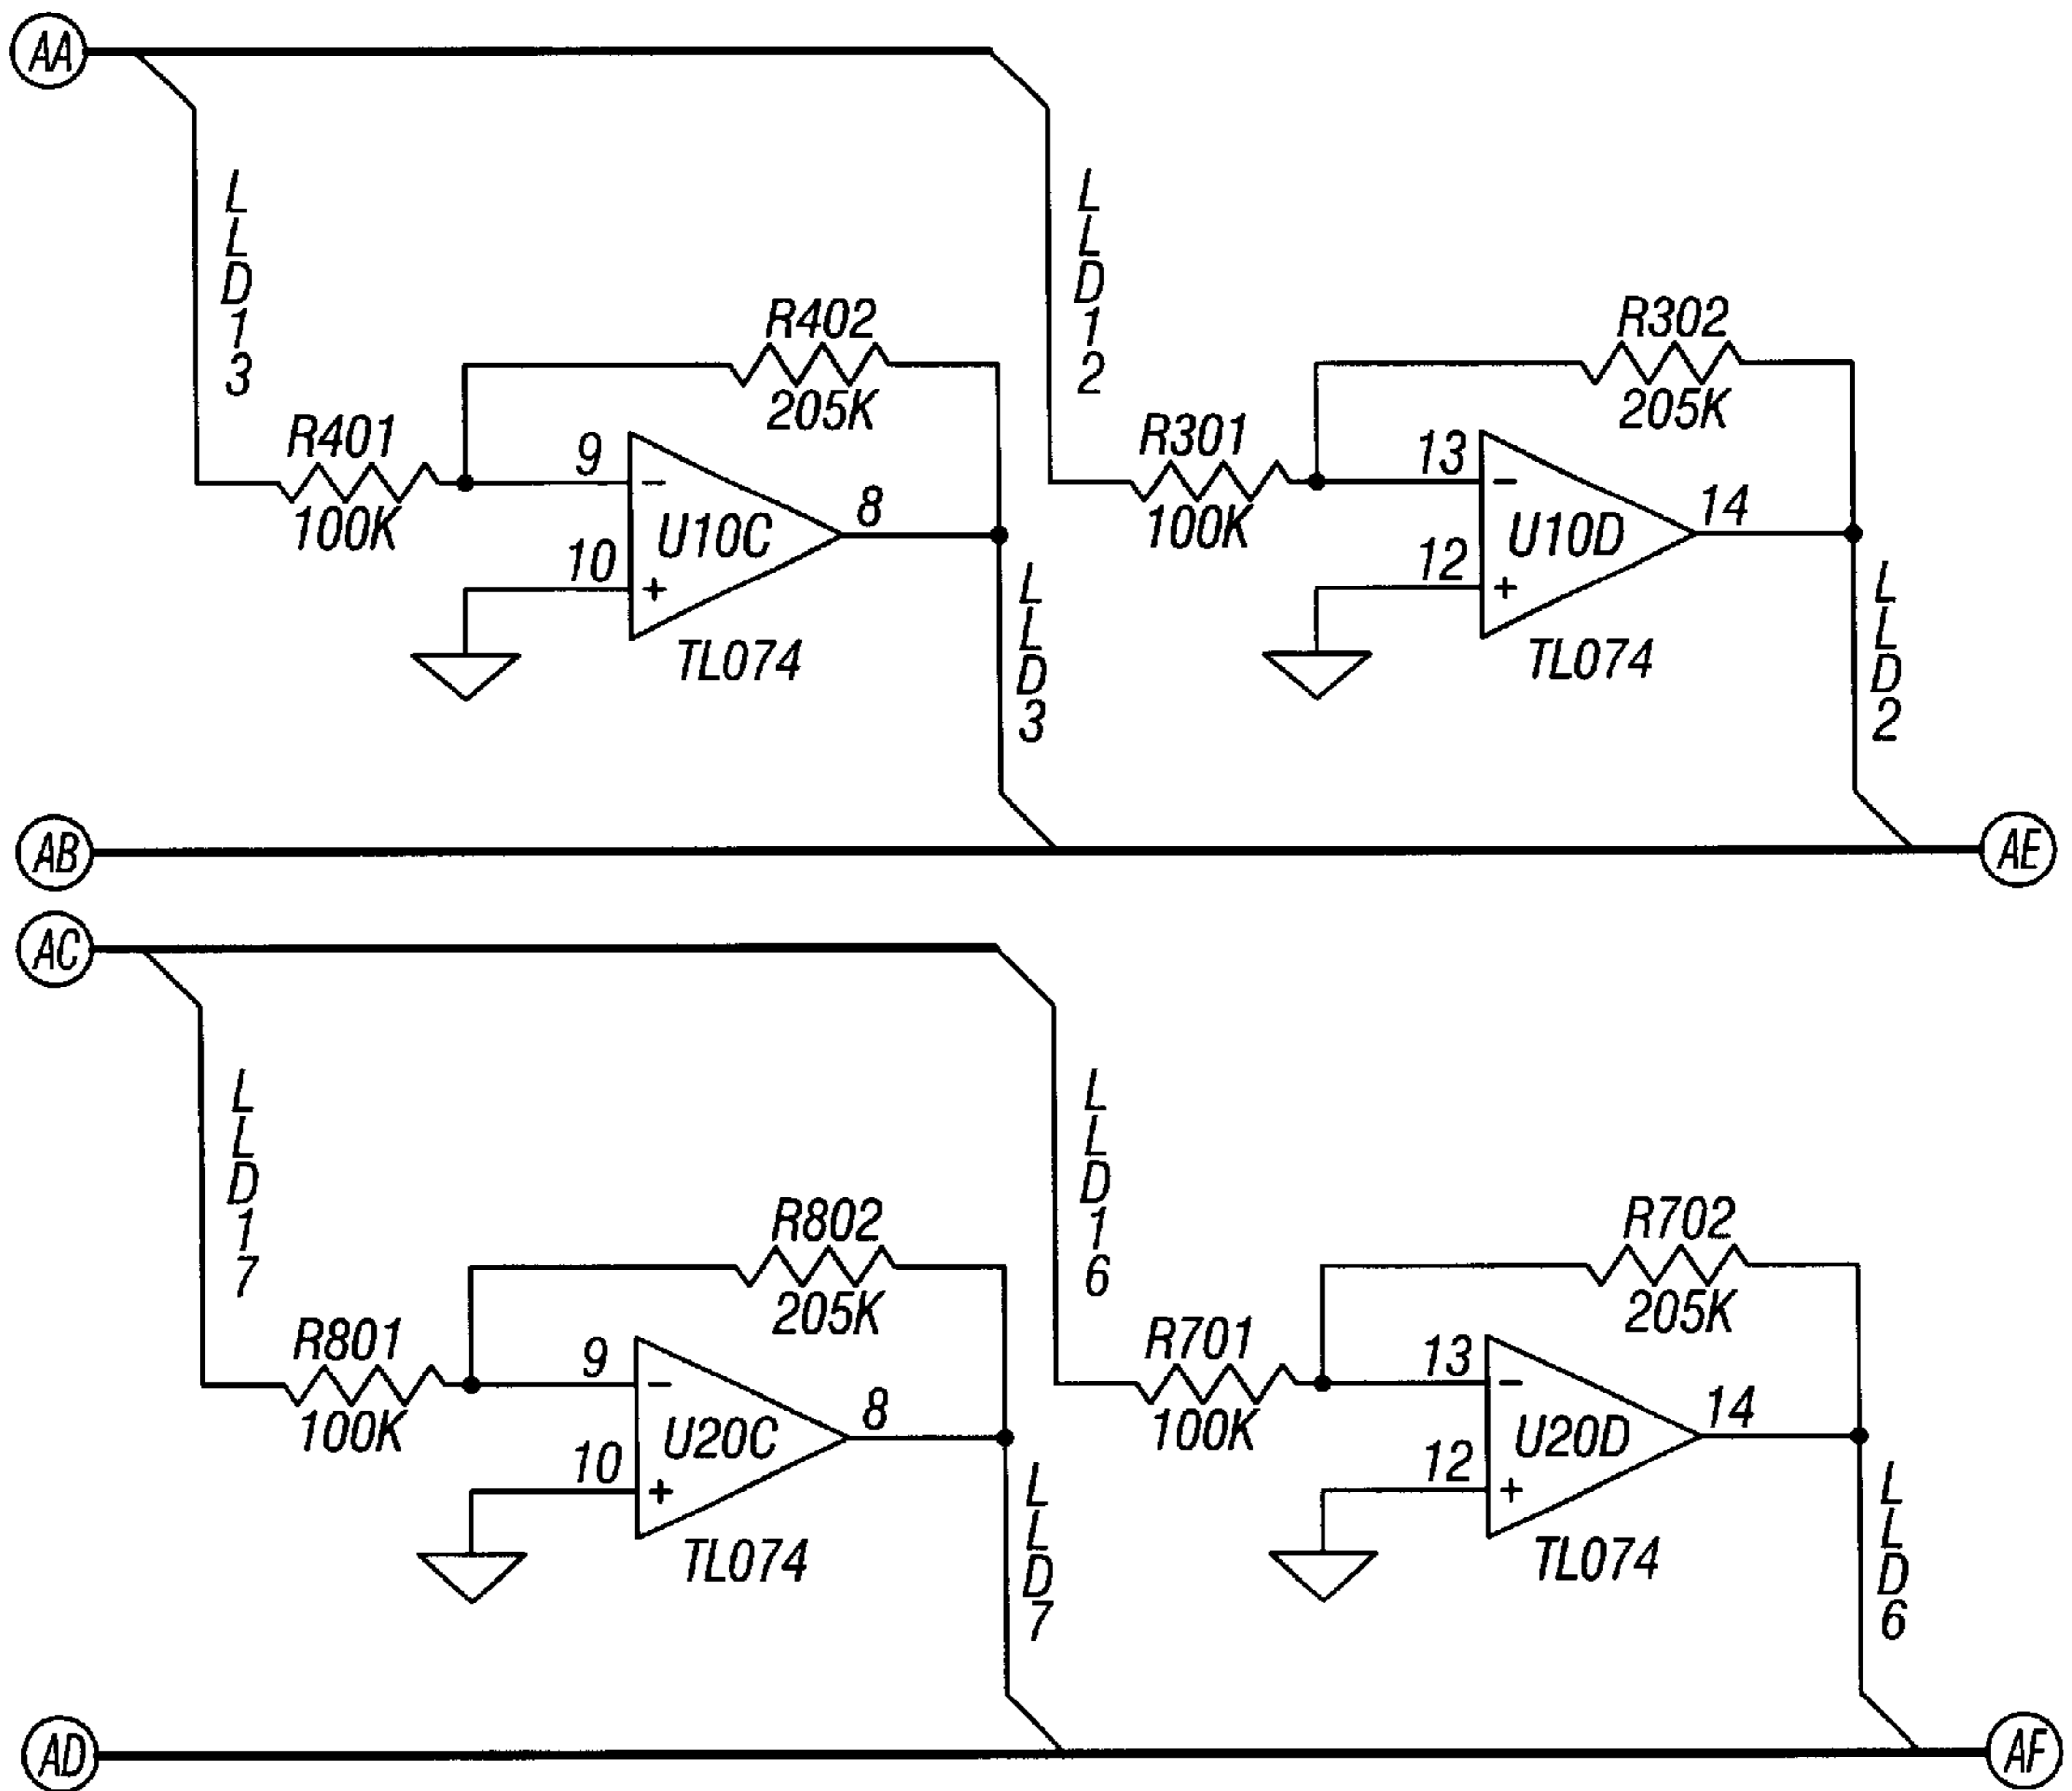 AA
LLD13
LLD12
R402
205K
R302
205K
R401
100K
9
-
U10C
10
+
8
TL074
R301
100K
13
-
U10D
12
+
14
TL074
LLD3
LLD2
AB
AE
AC
LLD17
LLD16
R802
205K
R702
205K
R801
100K
9
-
U20C
10
+
8
TL074
R701
100K
13
-
U20D
12
+
14
TL074
LLD7
LLD6
AD
AF